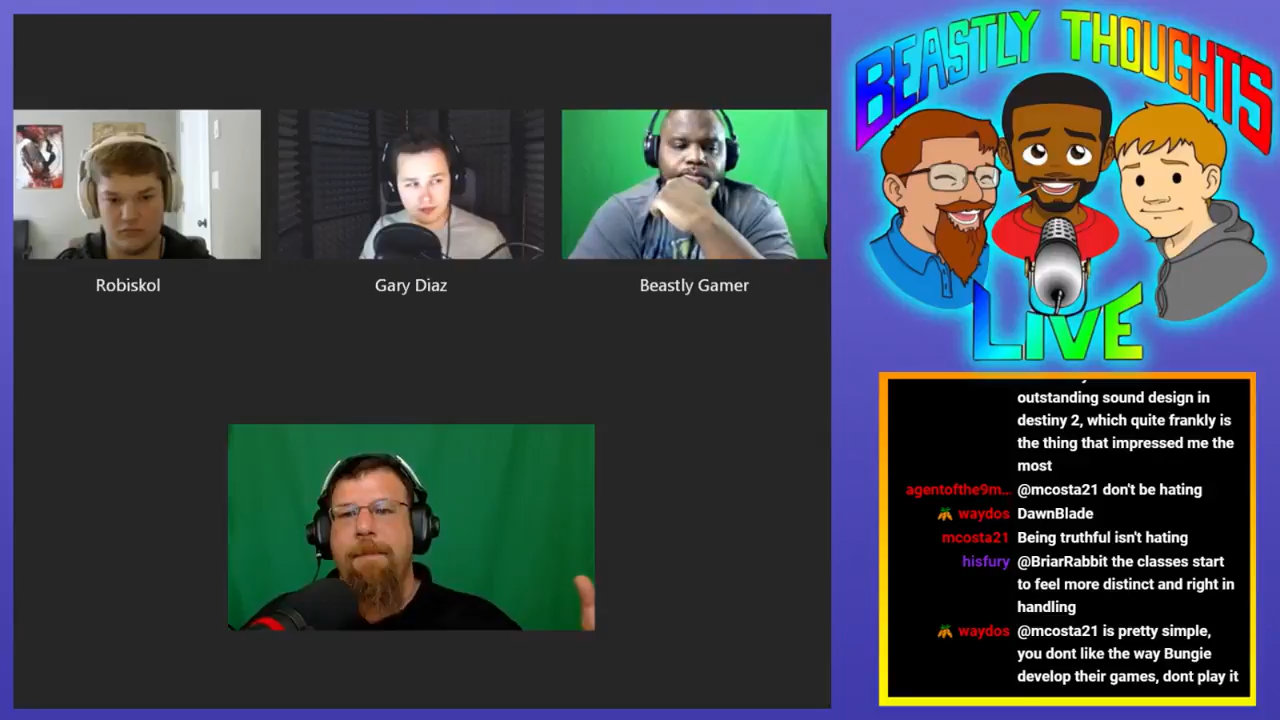 BEASTLY THOUGHTS
LIVE
Robiskol
Gary Diaz
Beastly Gamer
outstanding sound design in
destiny 2, which quite frankly is
the thing that impressed me the
most
agentofthe9m... @mcosta21 don't be hating
waydos DawnBlade
mcosta21 Being truthful isn't hating
hisfury @BriarRabbit the classes start
to feel more distinct and right in
handling
waydos @mcosta21 is pretty simple,
you dont like the way Bungie
develop their games, dont play it